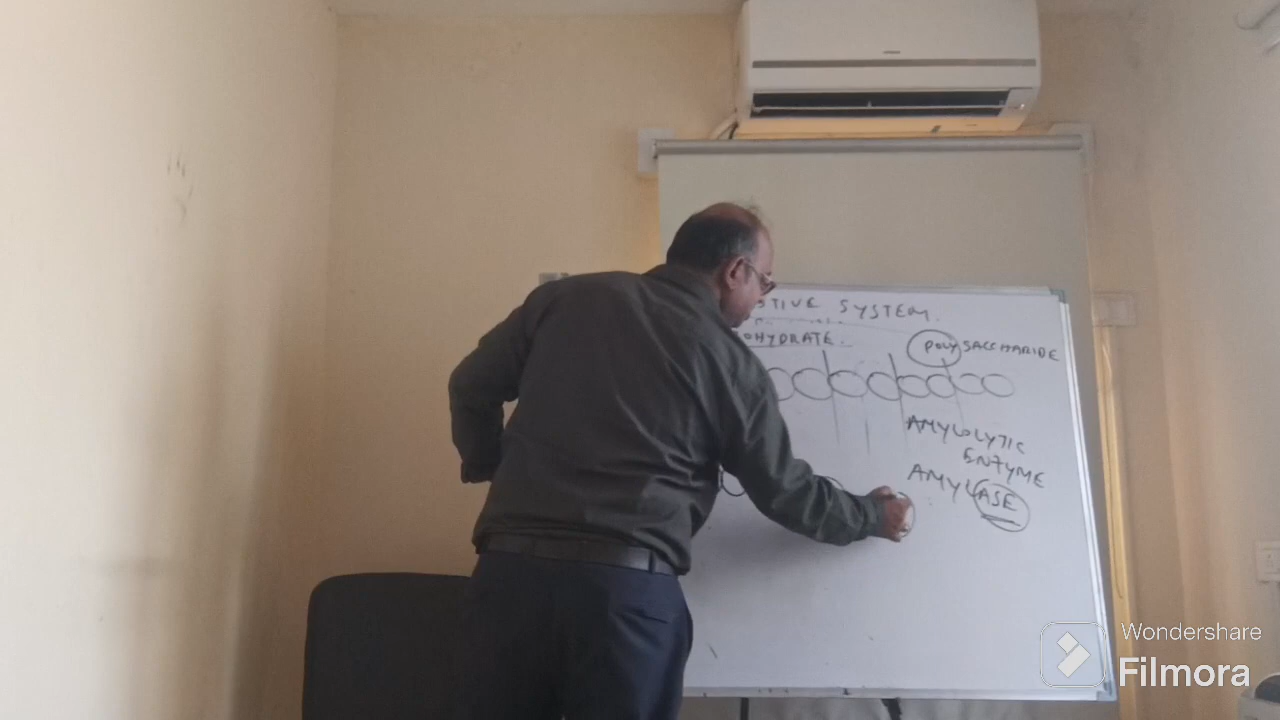 STIVE SYSTEM.
OHYDRATE.
POLYSACCHARIDE
AMYLOLYTIC
ENZYME
AMYLASE
Wondershare
Filmora